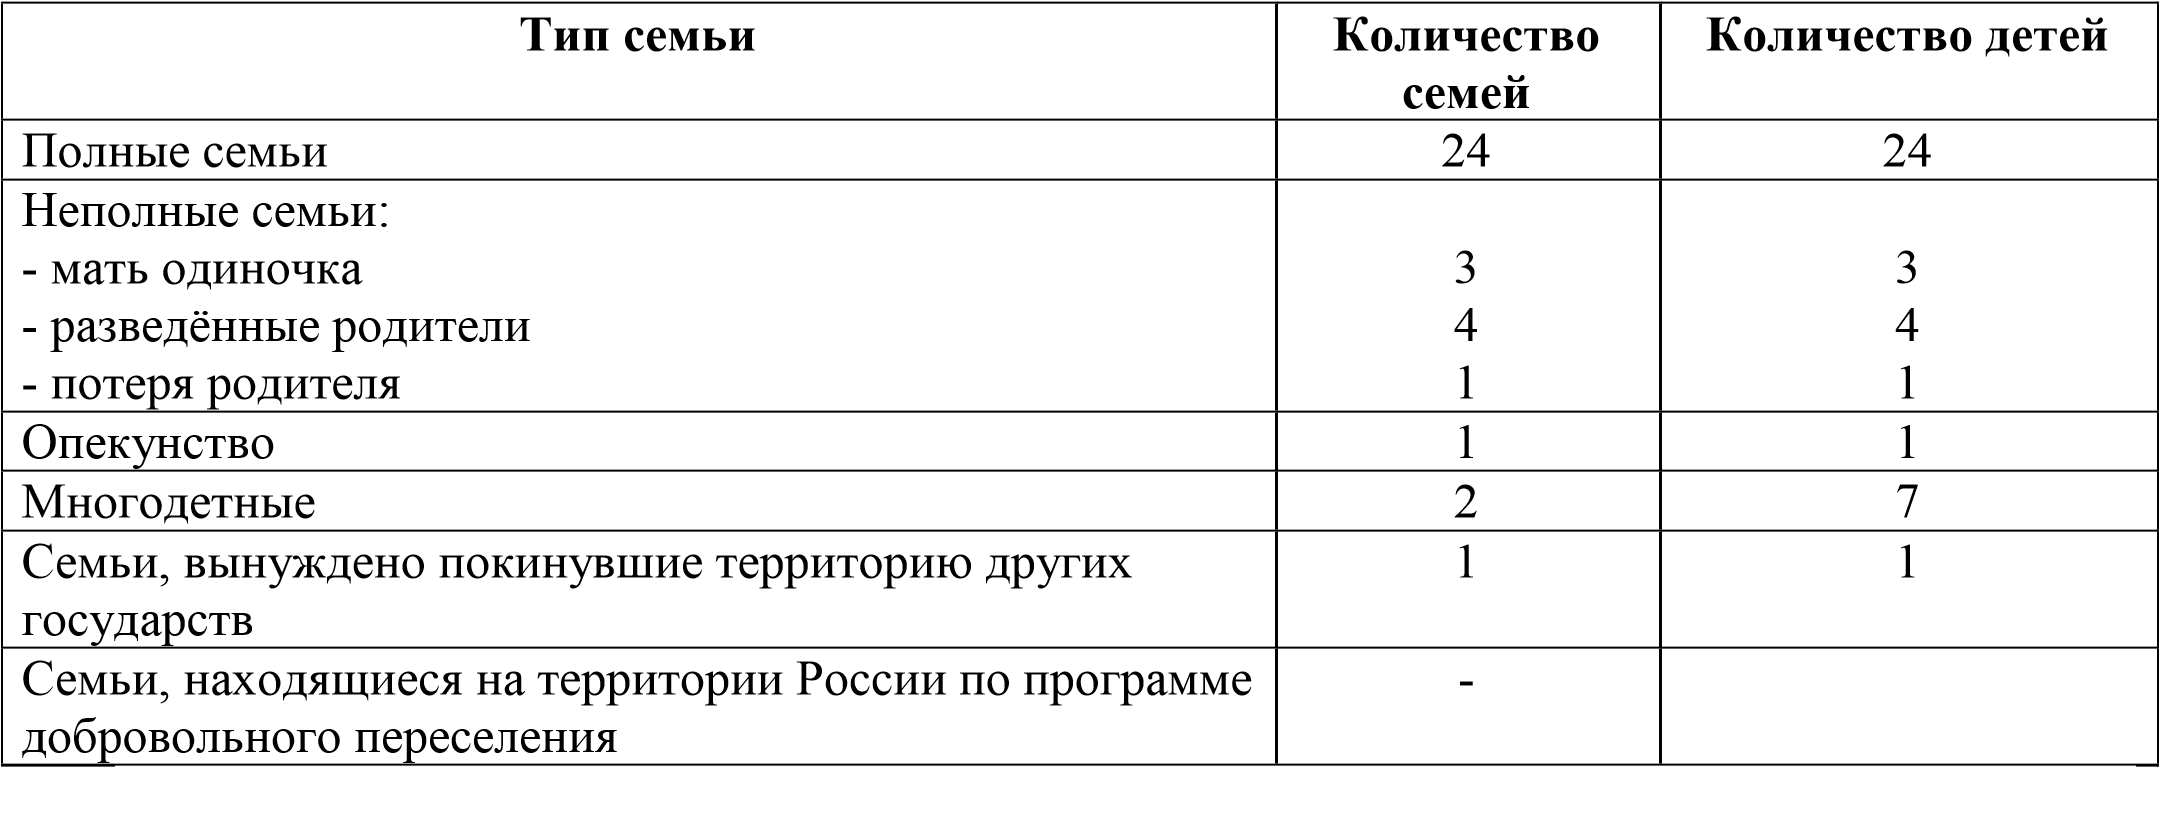 Тип семьи Количество Количество детей
семей
Полные семьи 24 24
Неполные семьи:
- мать одиночка 3 3
- разведённые родители 4 4
- потеря родителя 1 1
Опекунство 1 1
Многодетные 2 7
Семьи, вынуждено покинувшие территорию других 1 1
государств
Семьи, находящиеся на территории России по программе -
добровольного переселения